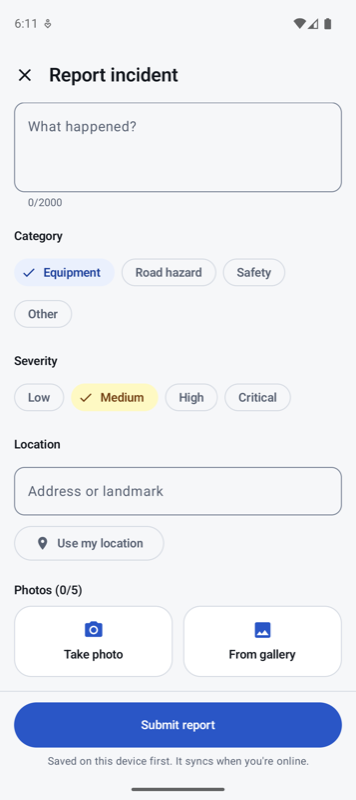 6:11
Report incident
What happened?
0/2000
Category
Equipment
Road hazard
Safety
Other
Severity
Low
Medium
High
Critical
Location
Address or landmark
Use my location
Photos (0/5)
Take photo
From gallery
Submit report
Saved on this device first. It syncs when you're online.